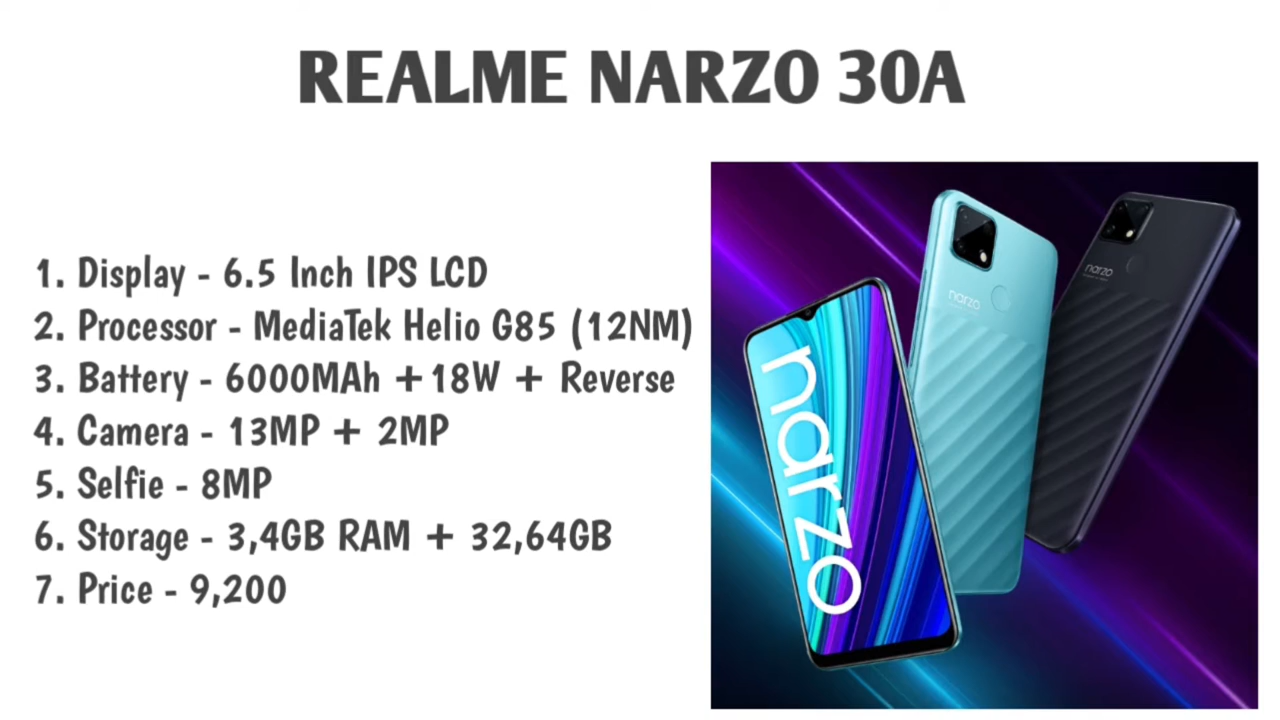 REALME NARZO 30A
1. Display - 6.5 Inch IPS LCD
2. Processor - MediaTek Helio G85 (12NM)
3. Battery - 6000MAh +18W + Reverse
4. Camera - 13MP + 2MP
5. Selfie - 8MP
6. Storage - 3,4GB RAM + 32,64GB
7. Price - 9,200
narzo
narzo
narzo